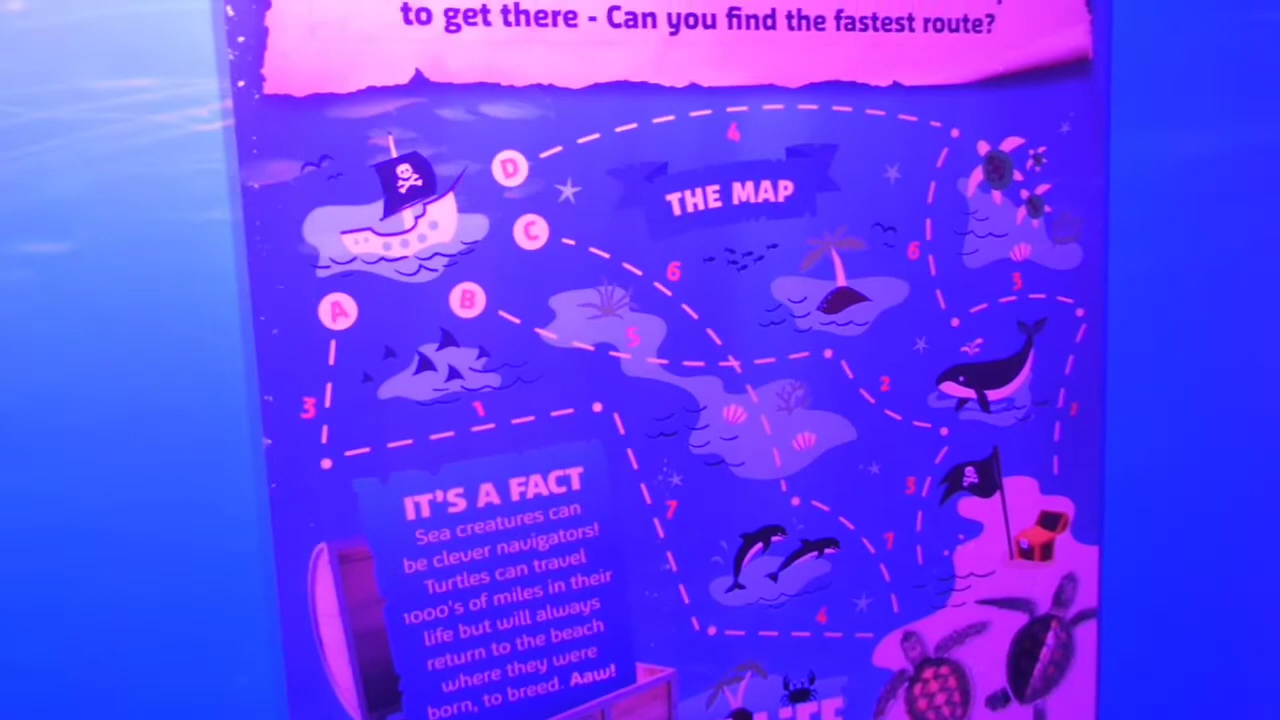 to get there - Can you find the fastest route?
D
4
THE MAP
C
6
6
3
A
B
5
3
1
2
1
IT'S A FACT
Sea creatures can
be clever navigators!
Turtles can travel
1000's of miles in their
life but will always
return to the beach
where they were
born, to breed. Aaw!
7
3
1
4